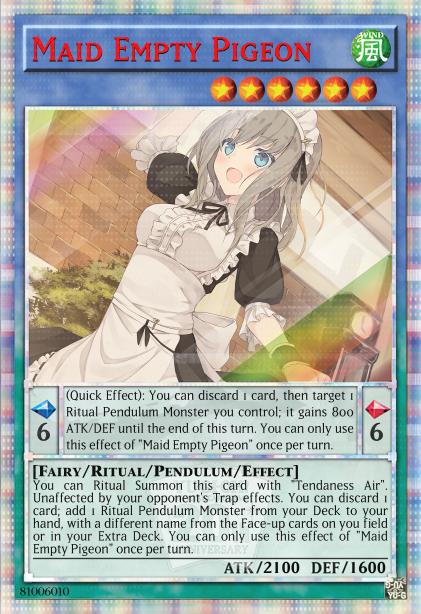 MAID EMPTY PIGEON
WIND
風
(Quick Effect): You can discard 1 card, then target 1
Ritual Pendulum Monster you control; it gains 800
ATK/DEF until the end of this turn. You can only use
this effect of "Maid Empty Pigeon" once per turn.
6
6
[FAIRY/RITUAL/PENDULUM/EFFECT]
You can Ritual Summon this card with "Tendaness Air".
Unaffected by your opponent's Trap effects. You can discard 1
card; add 1 Ritual Pendulum Monster from your Deck to your
hand, with a different name from the Face-up cards on you field
or in your Extra Deck. You can only use this effect of "Maid
Empty Pigeon" once per turn.
ANNIVERSARY
ATK/2100 DEF/1600
81006010